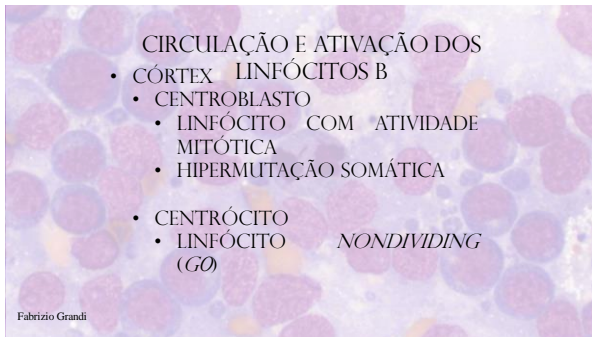 CIRCULAÇÃO E ATIVAÇÃO DOS
LINFÓCITOS B
• CÓRTEX
• CENTROBLASTO
• LINFÓCITO COM ATIVIDADE
MITÓTICA
• HIPERMUTAÇÃO SOMÁTICA
• CENTRÓCITO
• LINFÓCITO NONDIVIDING
(G0)
Fabrizio Grandi